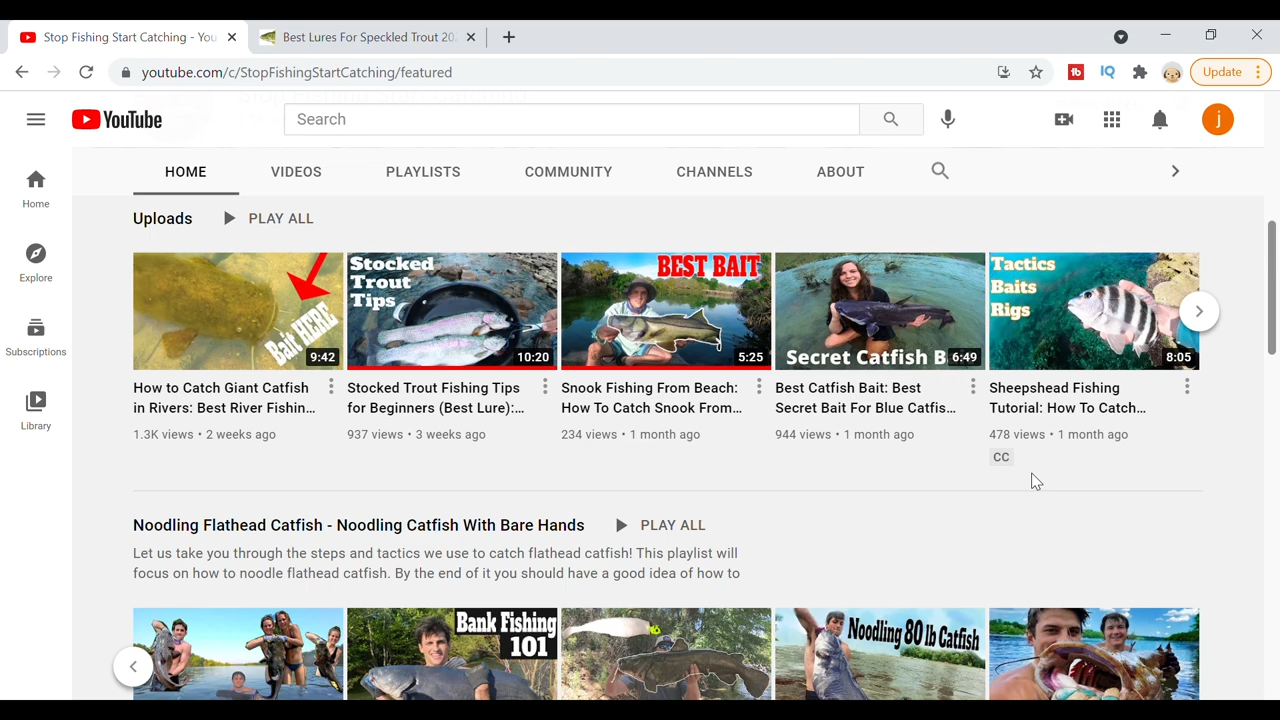 Stop Fishing Start Catching - You
Best Lures For Speckled Trout 202
youtube.com/c/StopFishingStartCatching/featured
Update
YouTube
Search
j
HOME
VIDEOS
PLAYLISTS
COMMUNITY
CHANNELS
ABOUT
Home
Explore
Subscriptions
Library
Uploads
PLAY ALL
Bait HERE
9:42
Stocked
Trout
Tips
10:20
BEST BAIT
5:25
Secret Catfish B
6:49
Tactics
Baits
Rigs
8:05
How to Catch Giant Catfish
in Rivers: Best River Fishin...
1.3K views • 2 weeks ago
Stocked Trout Fishing Tips
for Beginners (Best Lure):...
937 views • 3 weeks ago
Snook Fishing From Beach:
How To Catch Snook From...
234 views • 1 month ago
Best Catfish Bait: Best
Secret Bait For Blue Catfis...
944 views • 1 month ago
Sheepshead Fishing
Tutorial: How To Catch...
478 views • 1 month ago
CC
Noodling Flathead Catfish - Noodling Catfish With Bare Hands
PLAY ALL
Let us take you through the steps and tactics we use to catch flathead catfish! This playlist will
focus on how to noodle flathead catfish. By the end of it you should have a good idea of how to
Bank Fishing
101
Noodling 80 lb Catfish